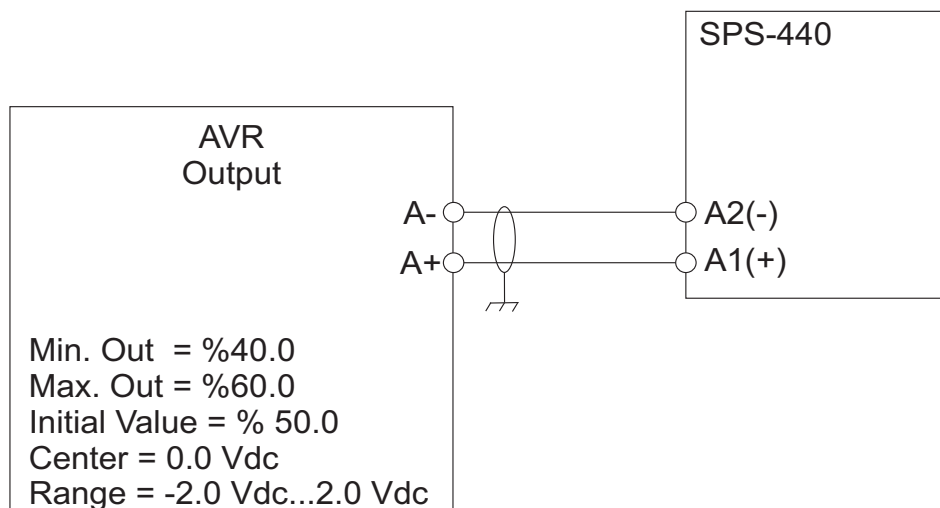 SPS-440
AVR
Output
A-
A2(-)
A+
A1(+)
Min. Out = %40.0
Max. Out = %60.0
Initial Value = % 50.0
Center = 0.0 Vdc
Range = -2.0 Vdc...2.0 Vdc